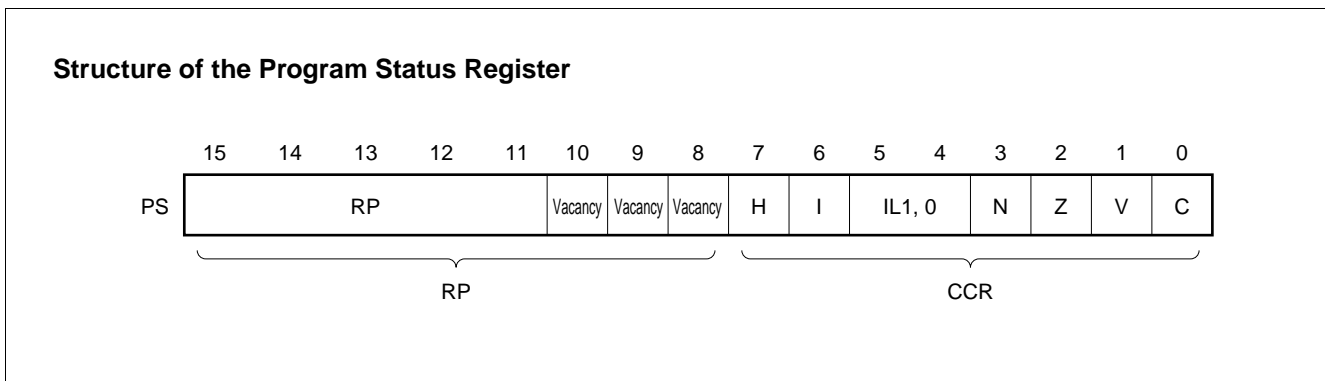 Structure of the Program Status Register
15 14 13 12 11 10 9 8 7 6 5 4 3 2 1 0
PS RP Vacancy Vacancy Vacancy H I IL1, 0 N Z V C
RP CCR